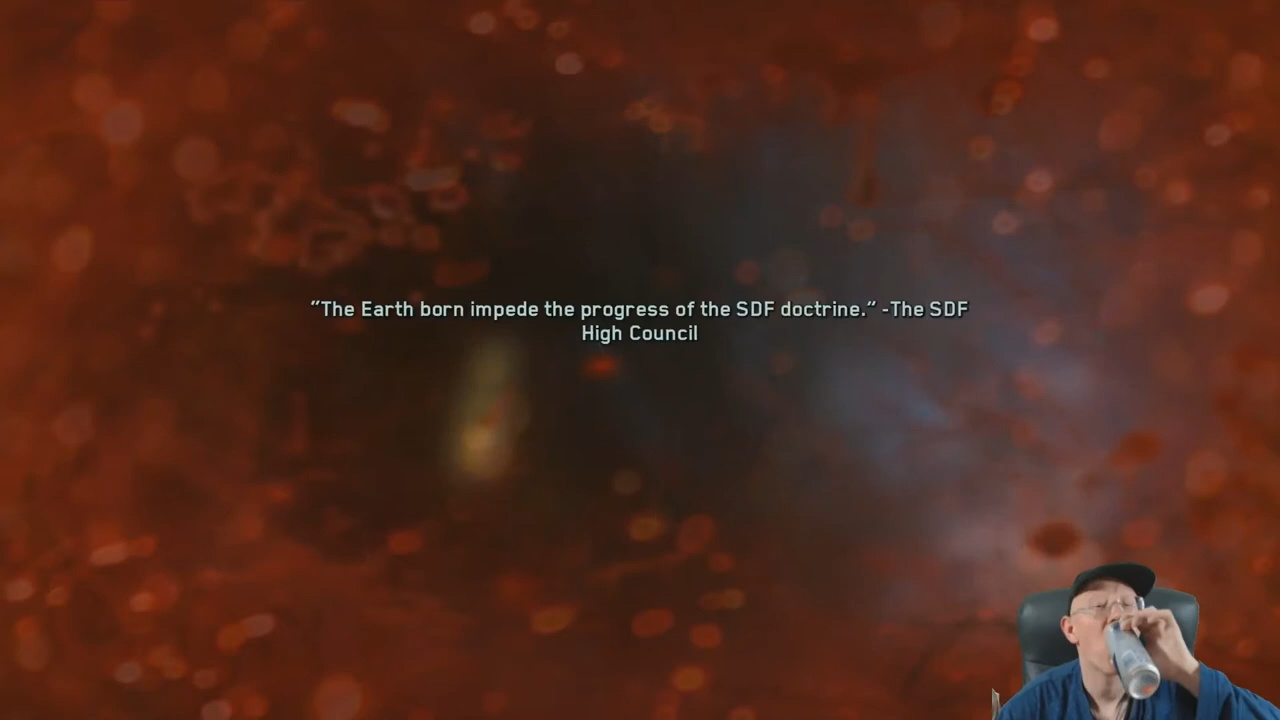 “The Earth born impede the progress of the SDF doctrine.” -The SDF
High Council